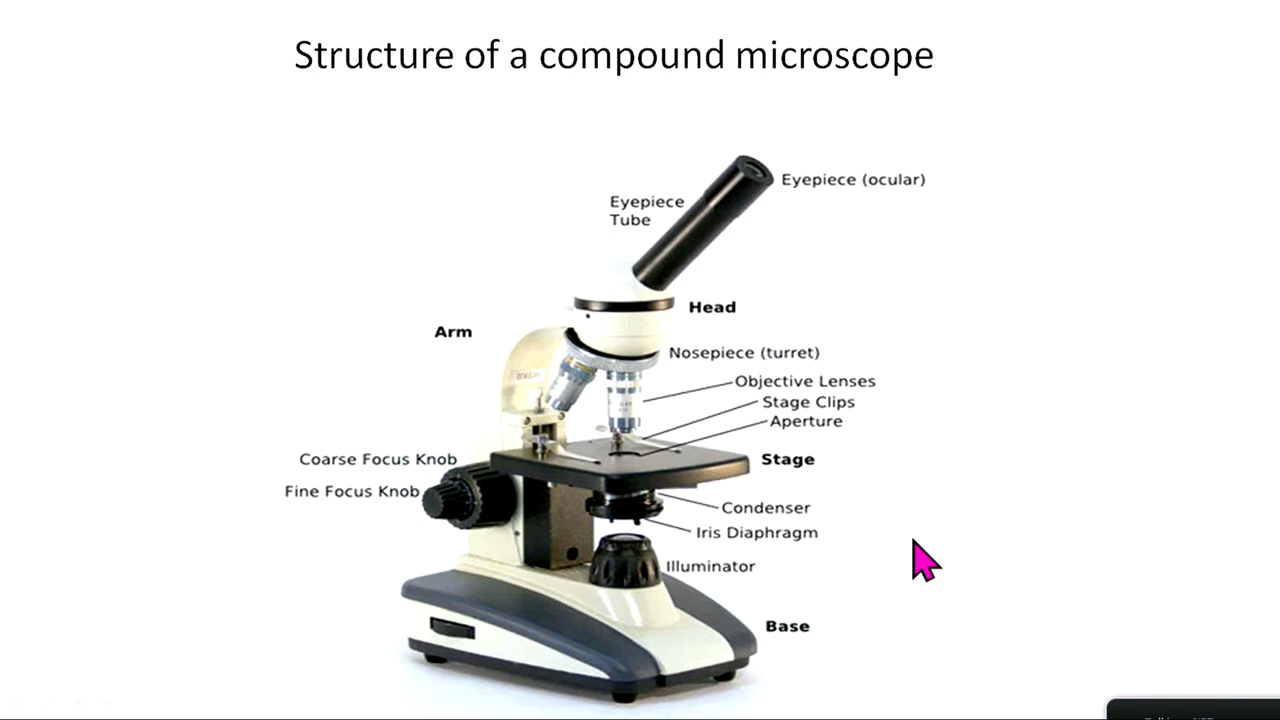 Structure of a compound microscope
Eyepiece (ocular)
Eyepiece
Tube
Head
Arm
Nosepiece (turret)
Objective Lenses
Stage Clips
Aperture
Coarse Focus Knob
Stage
Fine Focus Knob
Condenser
Iris Diaphragm
Illuminator
Base